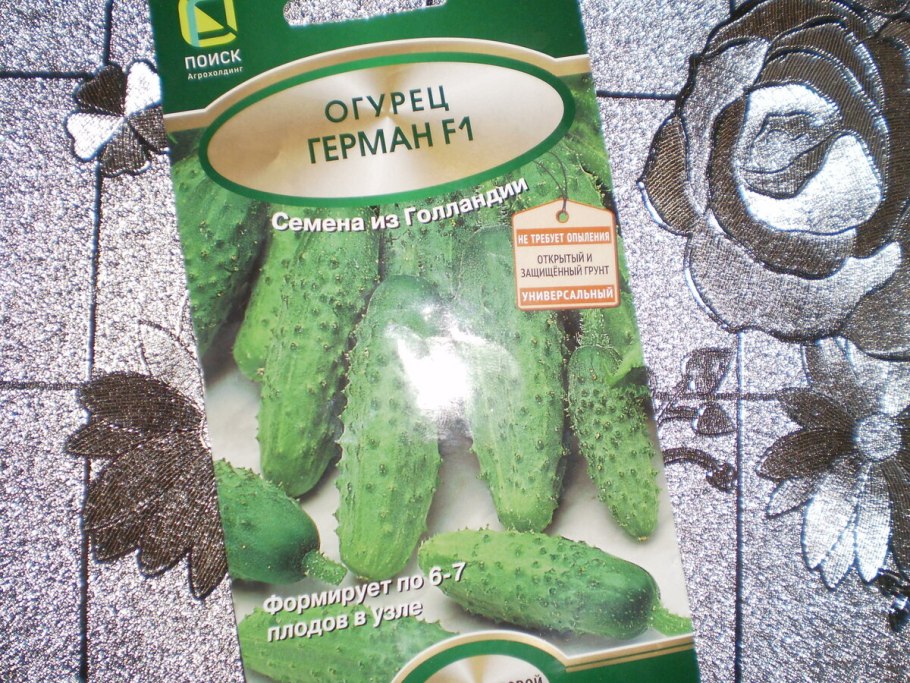 ПОИСК
Агрохолдинг
ОГУРЕЦ
ГЕРМАН F1
Семена из Голландии
НЕ ТРЕБУЕТ ОПЫЛЕНИЯ
ОТКРЫТЫЙ И
ЗАЩИЩЁННЫЙ ГРУНТ
УНИВЕРСАЛЬНЫЙ
Формирует по 6-7
плодов в узле